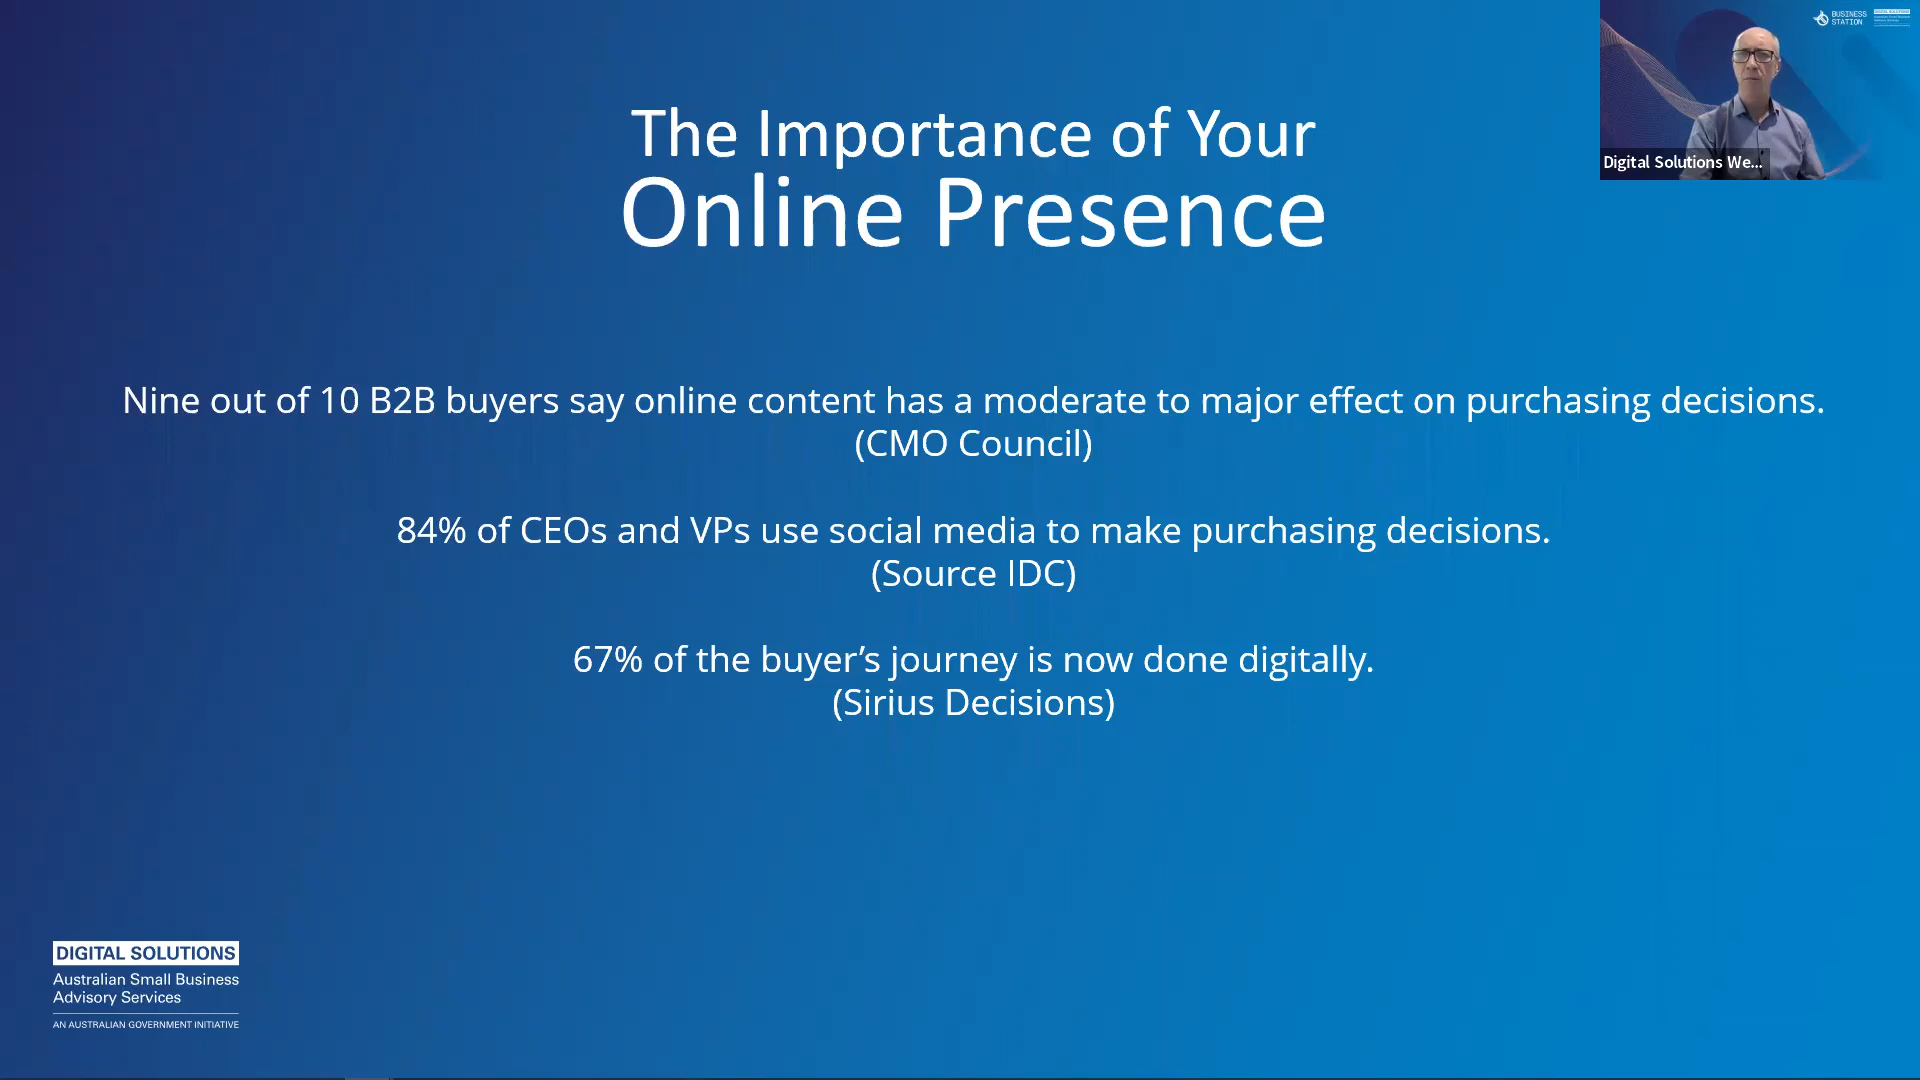 The Importance of Your
Online Presence
Nine out of 10 B2B buyers say online content has a moderate to major effect on purchasing decisions.
(CMO Council)
84% of CEOs and VPs use social media to make purchasing decisions.
(Source IDC)
67% of the buyer’s journey is now done digitally.
(Sirius Decisions)
BUSINESS
STATION
Digital Solutions We...
DIGITAL SOLUTIONS
Australian Small Business
Advisory Services
AN AUSTRALIAN GOVERNMENT INITIATIVE